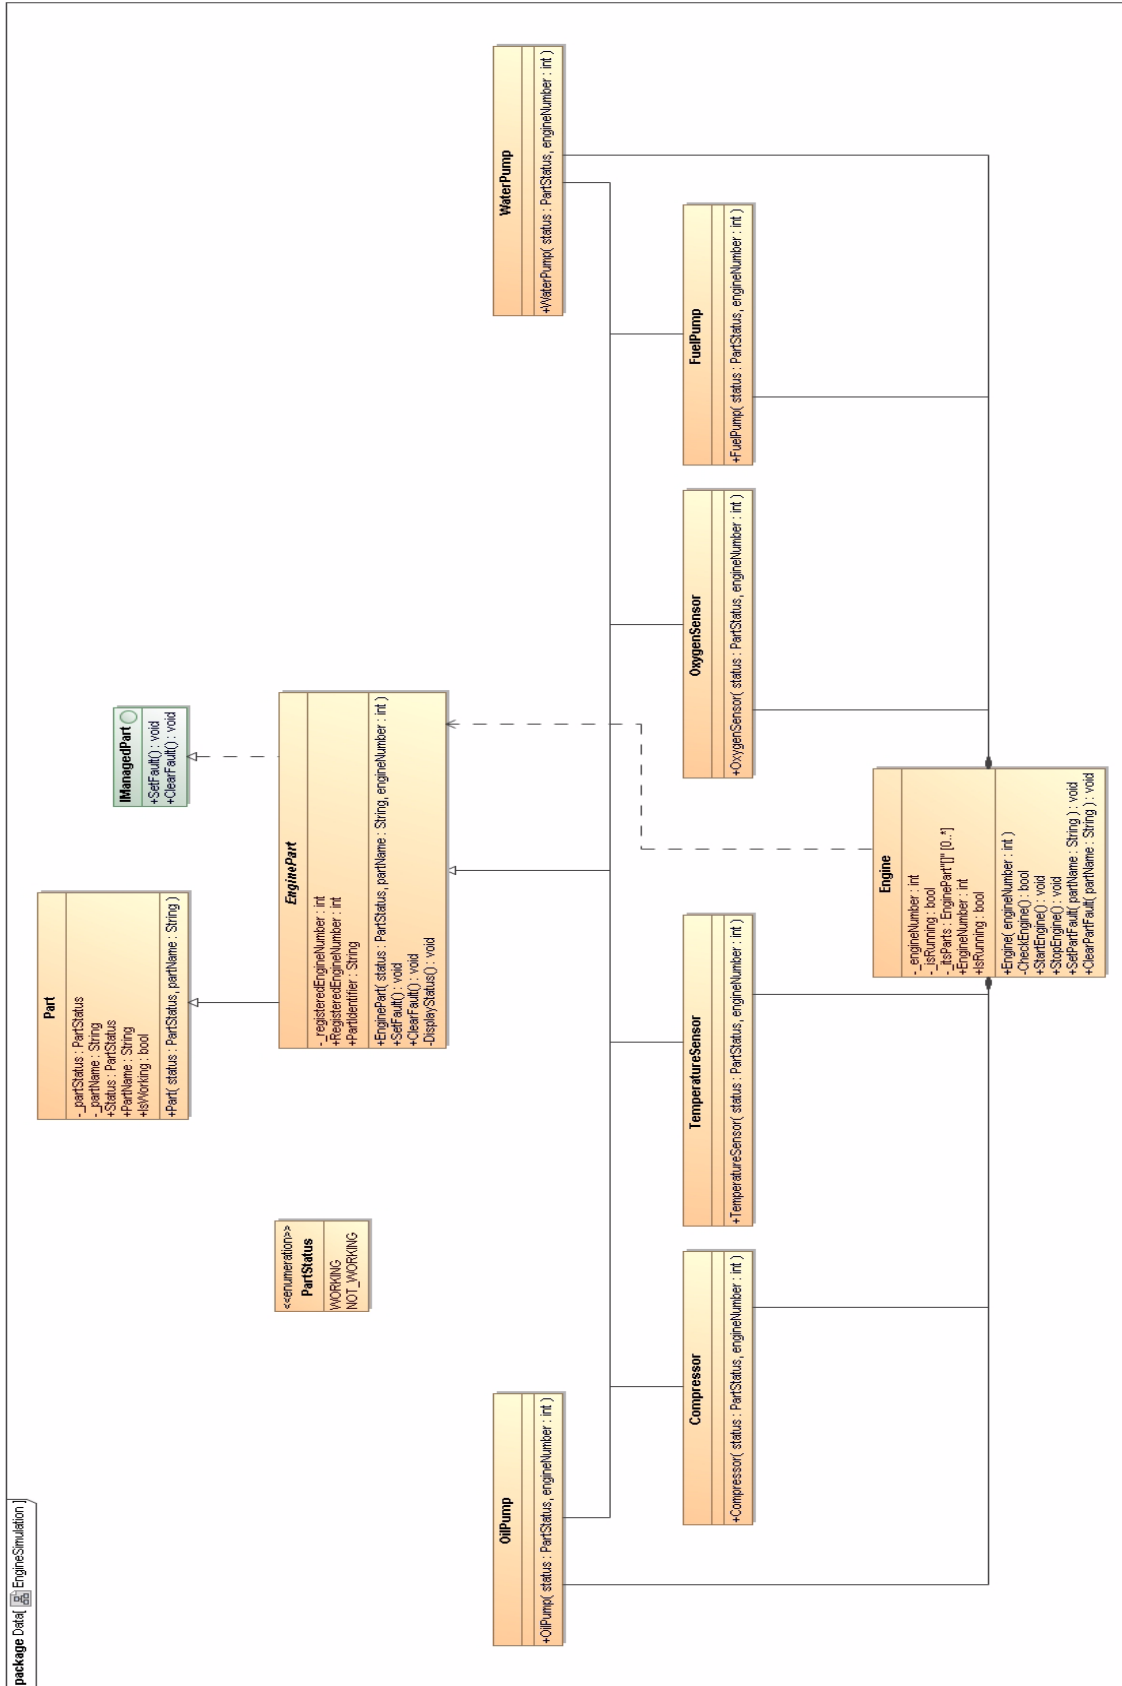 package Data[ EngineSimulation ]
Part
-_partStatus : PartStatus
-_partName : String
+Status : PartStatus
+PartName : String
+IsWorking : bool
+Part( status : PartStatus, partName : String )
IManagedPart
+SetFault() : void
+ClearFault() : void
<<enumeration>>
PartStatus
WORKING
NOT_WORKING
EnginePart
-_registeredEngineNumber : int
+RegisteredEngineNumber : int
+PartIdentifier : String
+EnginePart( status : PartStatus, partName : String, engineNumber : int )
+SetFault() : void
+ClearFault() : void
-DisplayStatus() : void
OilPump
+OilPump( status : PartStatus, engineNumber : int )
WaterPump
+WaterPump( status : PartStatus, engineNumber : int )
Compressor
+Compressor( status : PartStatus, engineNumber : int )
TemperatureSensor
+TemperatureSensor( status : PartStatus, engineNumber : int )
OxygenSensor
+OxygenSensor( status : PartStatus, engineNumber : int )
FuelPump
+FuelPump( status : PartStatus, engineNumber : int )
Engine
-_engineNumber : int
-_isRunning : bool
-_itsParts : EnginePart"[]" [0..*]
+EngineNumber : int
+IsRunning : bool
+Engine( engineNumber : int )
-CheckEngine() : bool
+StartEngine() : void
+StopEngine() : void
+SetPartFault( partName : String ) : void
+ClearPartFault( partName : String ) : void